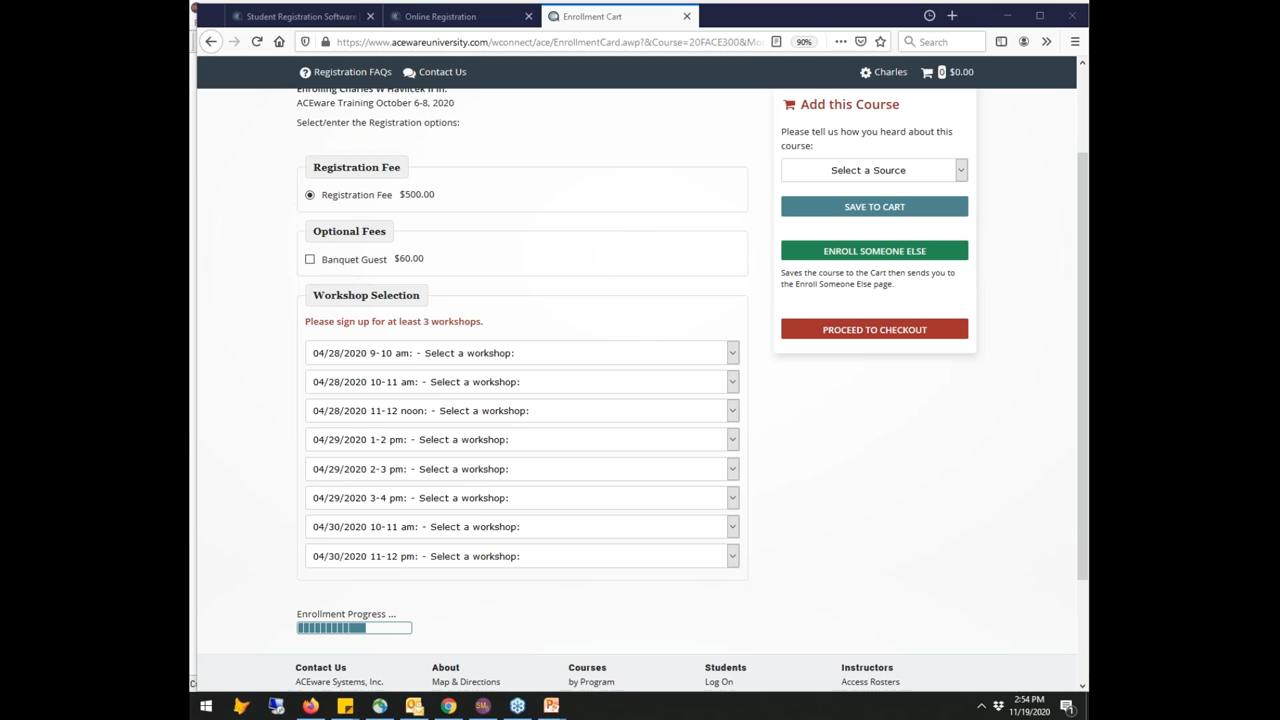 Student Registration Software
Online Registration
Enrollment Cart
https://www.acewareuniversity.com/wconnect/ace/EnrollmentCard.awp?&Course=20FACE300&Mo
90%
Search
Registration FAQs
Contact Us
Charles
0 $0.00
ACEware Training October 6-8, 2020
Select/enter the Registration options:
Registration Fee
Registration Fee $500.00
Optional Fees
Banquet Guest $60.00
Workshop Selection
Please sign up for at least 3 workshops.
04/28/2020 9-10 am: - Select a workshop:
04/28/2020 10-11 am: - Select a workshop:
04/28/2020 11-12 noon: - Select a workshop:
04/29/2020 1-2 pm: - Select a workshop:
04/29/2020 2-3 pm: - Select a workshop:
04/29/2020 3-4 pm: - Select a workshop:
04/30/2020 10-11 am: - Select a workshop:
04/30/2020 11-12 pm: - Select a workshop:
Enrollment Progress ...
Add this Course
Please tell us how you heard about this
course:
Select a Source
SAVE TO CART
ENROLL SOMEONE ELSE
Saves the course to the Cart then sends you to
the Enroll Someone Else page.
PROCEED TO CHECKOUT
Contact Us
ACEware Systems, Inc.
About
Map & Directions
Courses
by Program
Students
Log On
Instructors
Access Rosters
2:54 PM
11/19/2020